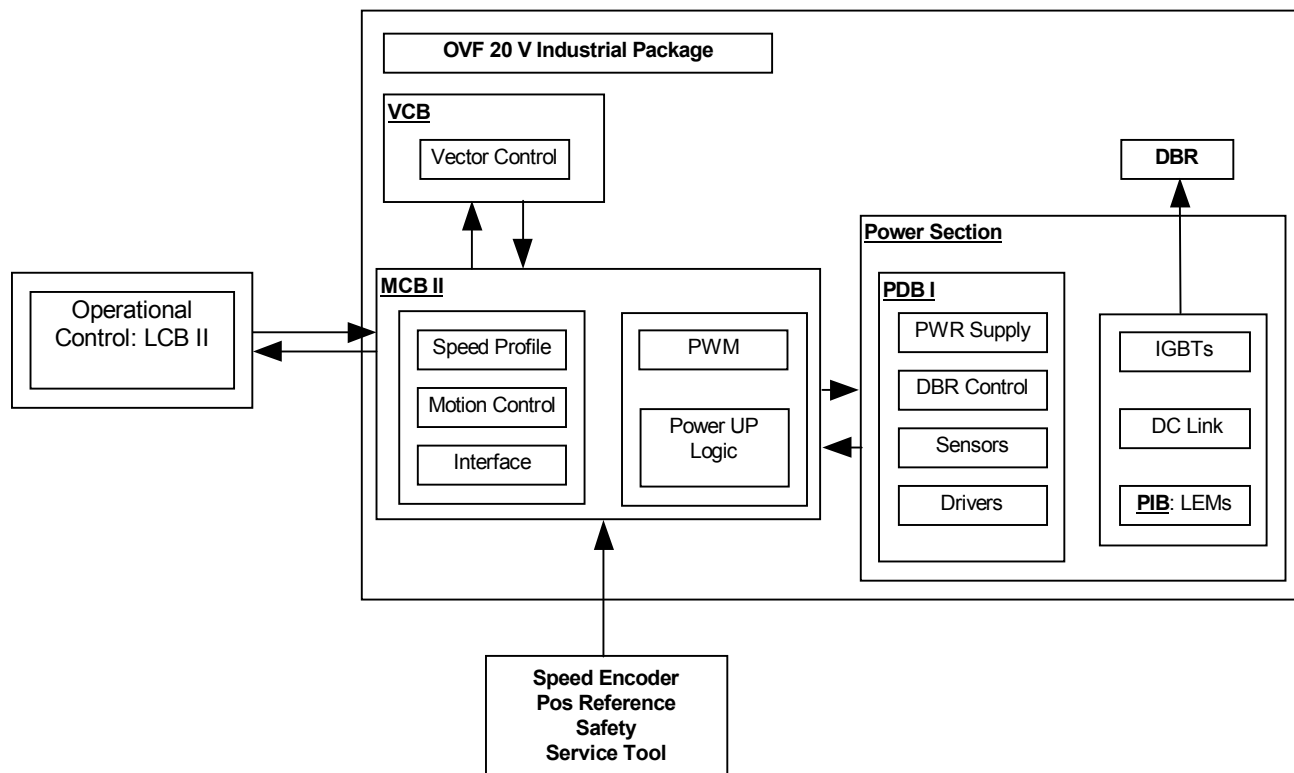 OVF 20 V Industrial Package
VCB
Vector Control
DBR
Power Section
MCB II
PDB I
Operational
Control: LCB II
Speed Profile
Motion Control
Interface
PWM
Power UP
Logic
PWR Supply
DBR Control
Sensors
Drivers
IGBTs
DC Link
PIB: LEMs
Speed Encoder
Pos Reference
Safety
Service Tool